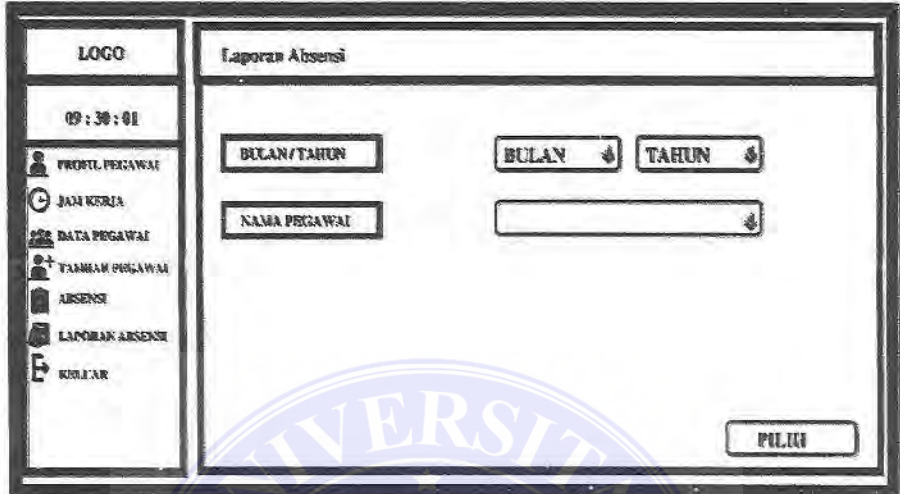 LOGO
Laporan Absensi
09 : 30 : 01
PROFIL PEGAWAI
JAM KERJA
DATA PEGAWAI
TAMBAH PEGAWAI
ABSENSI
LAPORAN ABSENSI
KELUAR
BULAN / TAHUN
BULAN
TAHUN
NAMA PEGAWAI
PILIH